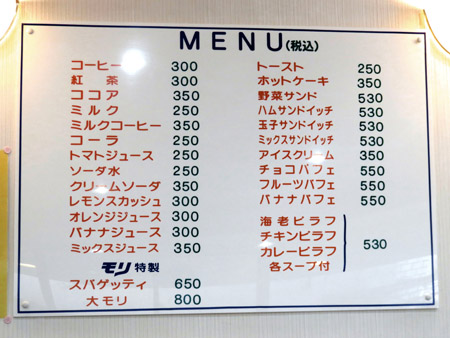 MENU(税込)
コーヒー 300
紅茶 300
ココア 350
ミルク 250
ミルクコーヒー 350
コーラ 250
トマトジュース 250
ソーダ水 250
クリームソーダ 350
レモンスカッシュ 300
オレンジジュース 300
バナナジュース 300
ミックスジュース 350
モリ特製
スパゲッティ 650
大モリ 800
トースト 250
ホットケーキ 350
野菜サンド 530
ハムサンドイッチ 530
玉子サンドイッチ 530
ミックスサンドイッチ 530
アイスクリーム 350
チョコパフェ 550
フルーツパフェ 550
バナナパフェ 550
海老ピラフ
チキンピラフ
カレーピラフ 530
各スープ付